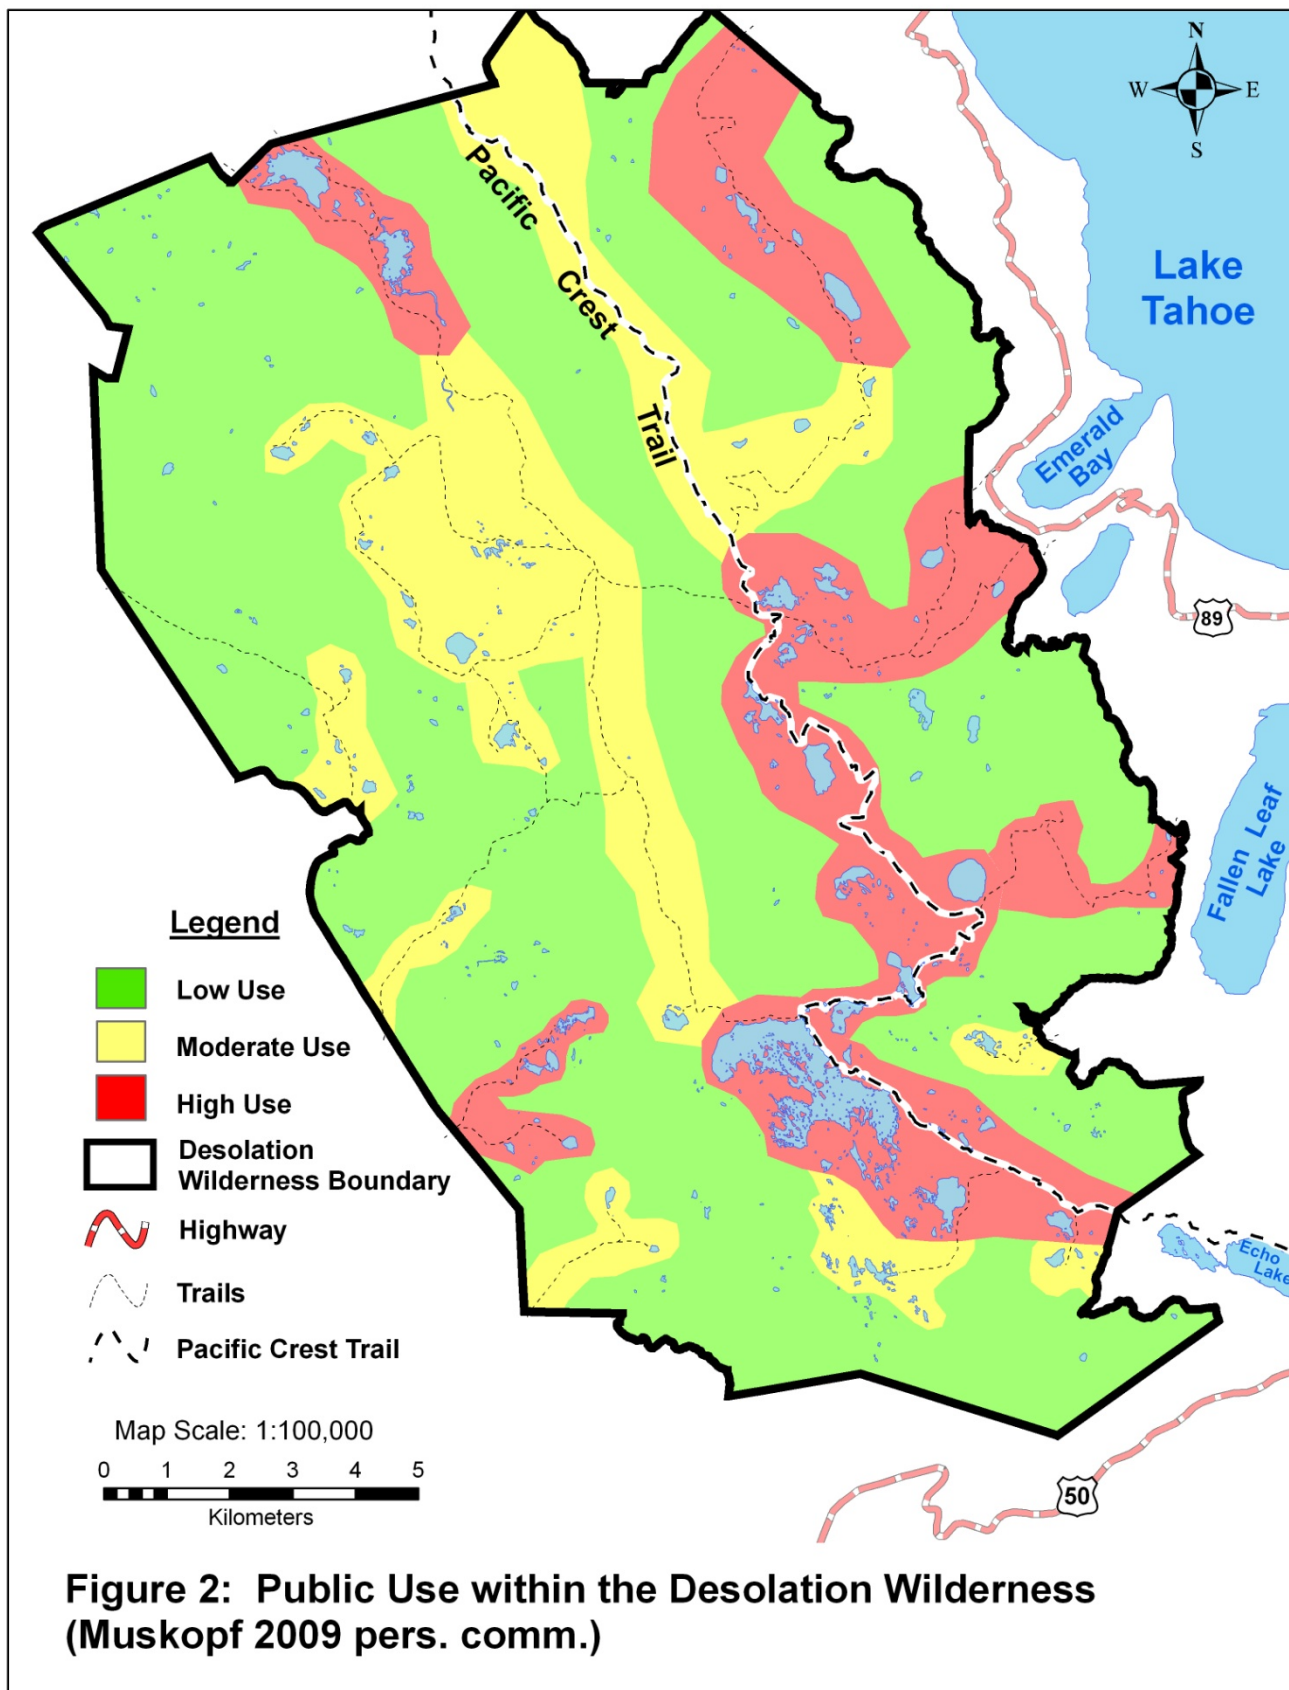 N
W E
S
Lake
Tahoe
Pacific
Crest
Trail
Emerald
Bay
89
Fallen Leaf
Lake
Echo
Lake
50
Legend
Low Use
Moderate Use
High Use
Desolation
Wilderness Boundary
Highway
Trails
Pacific Crest Trail
Map Scale: 1:100,000
0 1 2 3 4 5
Kilometers
Figure 2: Public Use within the Desolation Wilderness
(Muskopf 2009 pers. comm.)